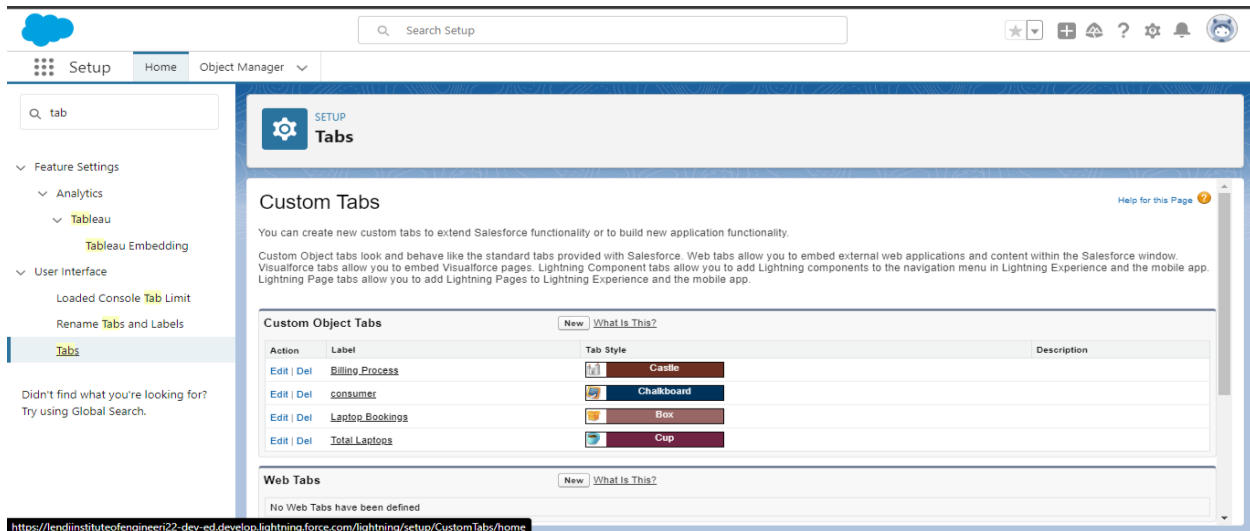 Search Setup
Setup Home Object Manager
tab
Feature Settings
Analytics
Tableau
Tableau Embedding
User Interface
Loaded Console Tab Limit
Rename Tabs and Labels
Tabs
Didn't find what you're looking for?
Try using Global Search.
SETUP
Tabs
Custom Tabs
Help for this Page
You can create new custom tabs to extend Salesforce functionality or to build new application functionality.
Custom Object tabs look and behave like the standard tabs provided with Salesforce. Web tabs allow you to embed external web applications and content within the Salesforce window.
Visualforce tabs allow you to embed Visualforce pages. Lightning Component tabs allow you to add Lightning components to the navigation menu in Lightning Experience and the mobile app.
Lightning Page tabs allow you to add Lightning Pages to Lightning Experience and the mobile app.
Custom Object Tabs New What Is This?
Action Label Tab Style Description
Edit | Del Billing Process Castle
Edit | Del consumer Chalkboard
Edit | Del Laptop Bookings Box
Edit | Del Total Laptops Cup
Web Tabs New What Is This?
No Web Tabs have been defined
https://lendiinstituteofengineeri22-dev-ed.develop.lightning.force.com/lightning/setup/CustomTabs/home